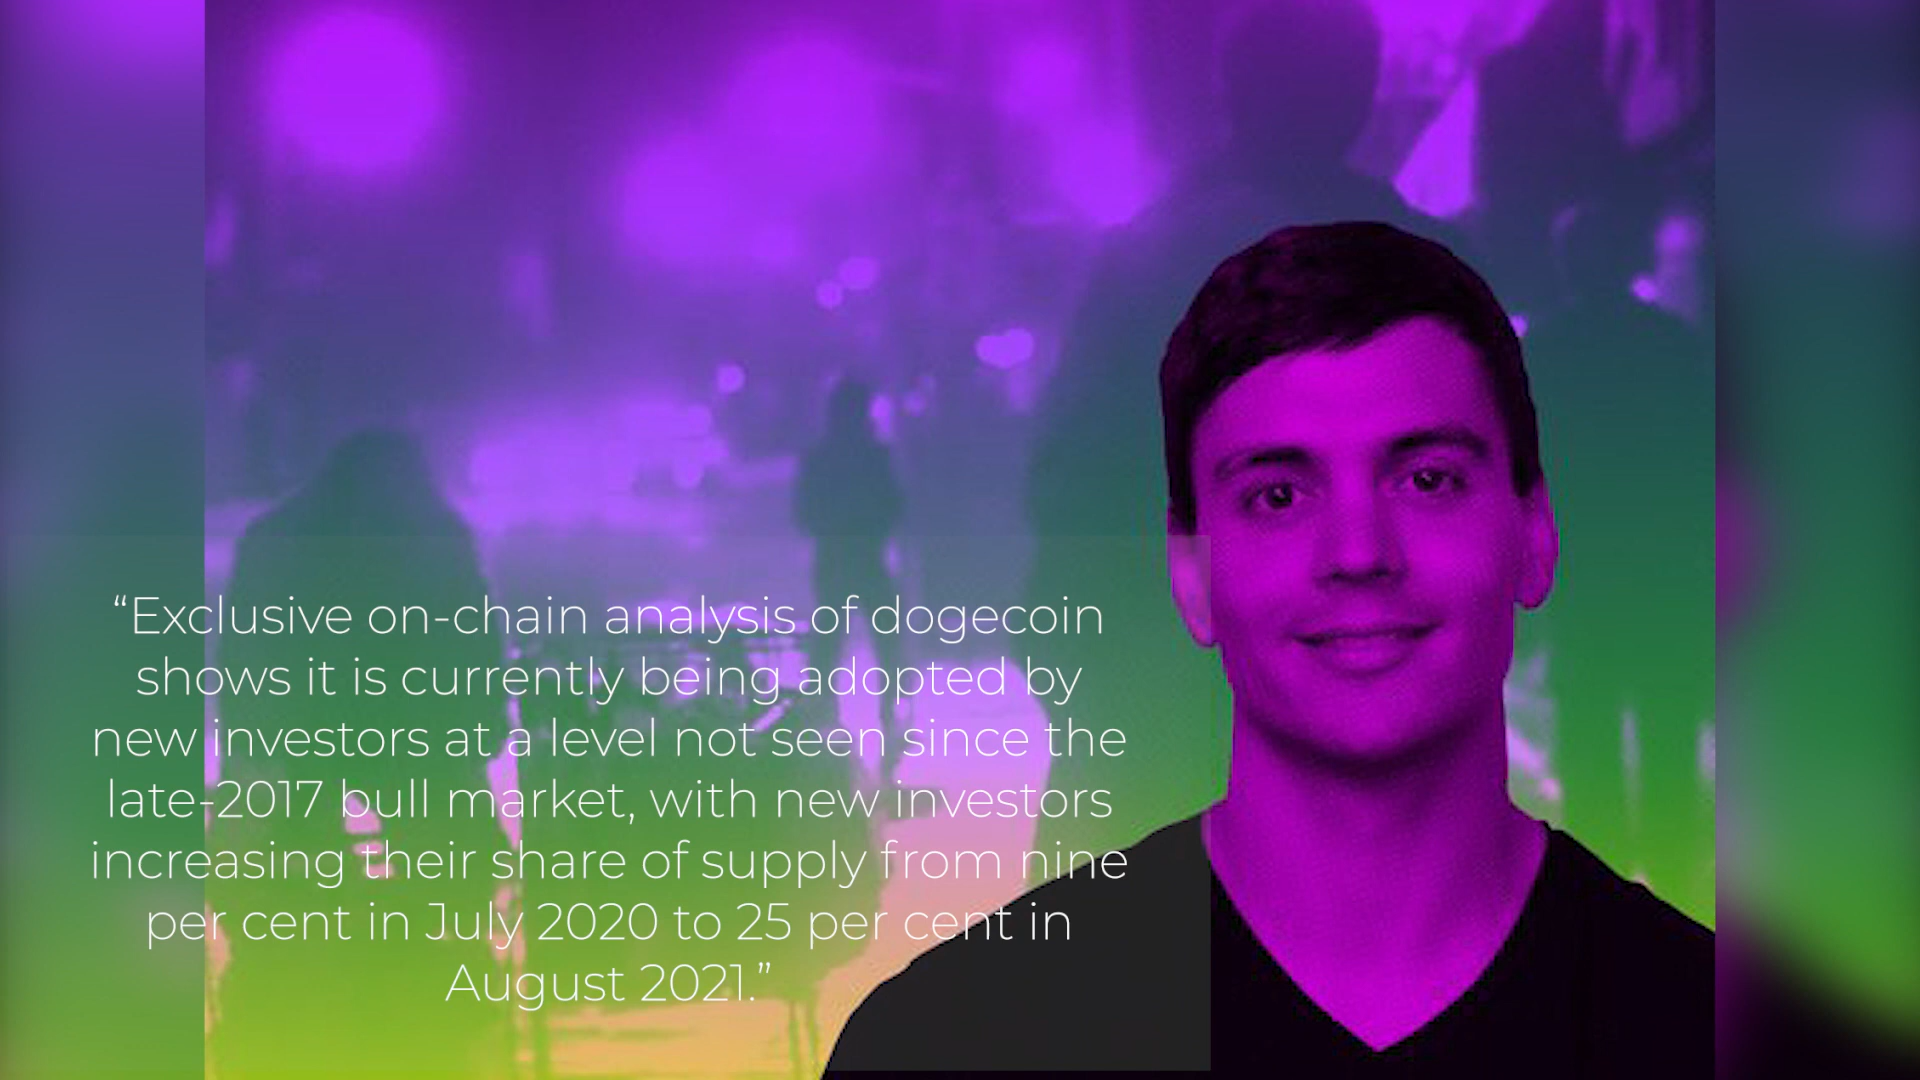 “Exclusive on-chain analysis of dogecoin
shows it is currently being adopted by
new investors at a level not seen since the
late-2017 bull market, with new investors
increasing their share of supply from nine
per cent in July 2020 to 25 per cent in
August 2021.”